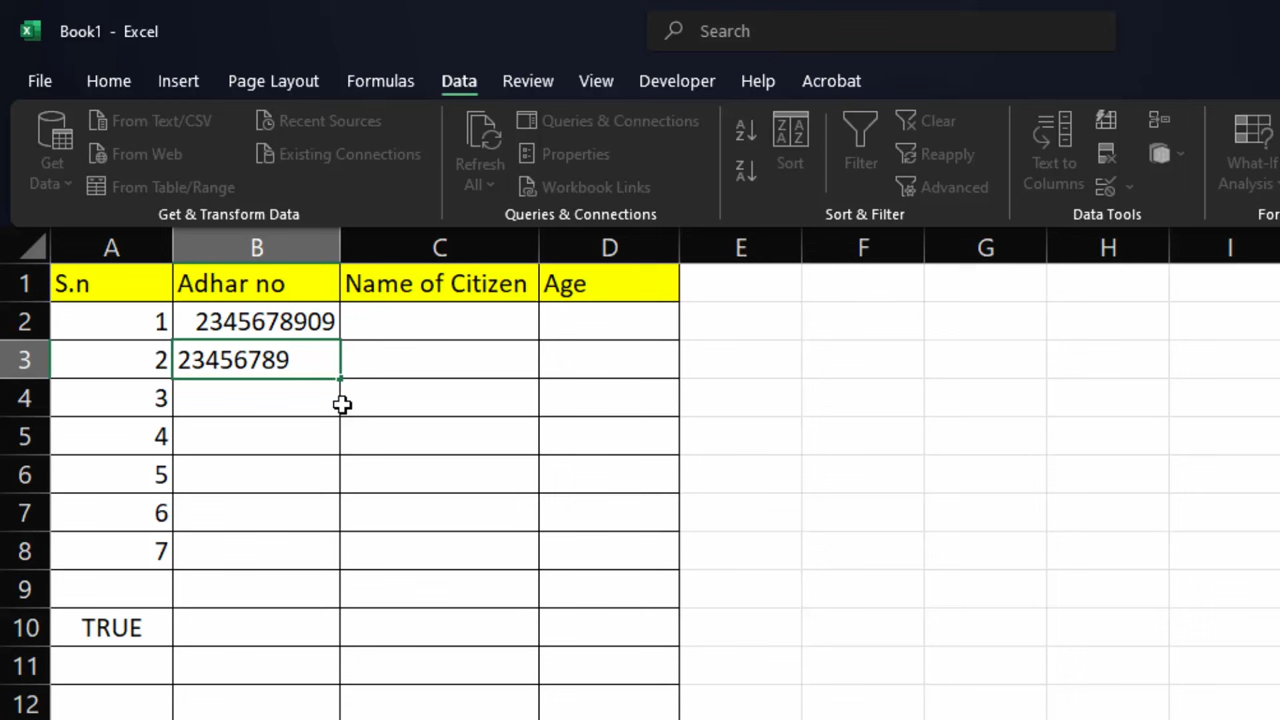 Book1 - Excel
Search
File Home Insert Page Layout Formulas Data Review View Developer Help Acrobat
Get Data
From Text/CSV
From Web
From Table/Range
Recent Sources
Existing Connections
Get & Transform Data
Refresh All
Queries & Connections
Properties
Workbook Links
Queries & Connections
Sort
Filter
Clear
Reapply
Advanced
Sort & Filter
Text to
Columns
Data Tools
What-If
Analysis
For
A B C D E F G H I
1 S.n Adhar no Name of Citizen Age
2 1 2345678909
3 2 23456789
4 3
5 4
6 5
7 6
8 7
9
10 TRUE
11
12